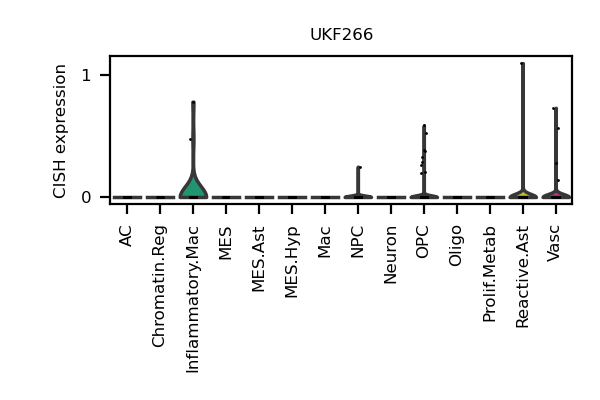 UKF266
CISH expression
1
0
AC
Chromatin.Reg
Inflammatory.Mac
MES
MES.Ast
MES.Hyp
Mac
NPC
Neuron
OPC
Oligo
Prolif.Metab
Reactive.Ast
Vasc